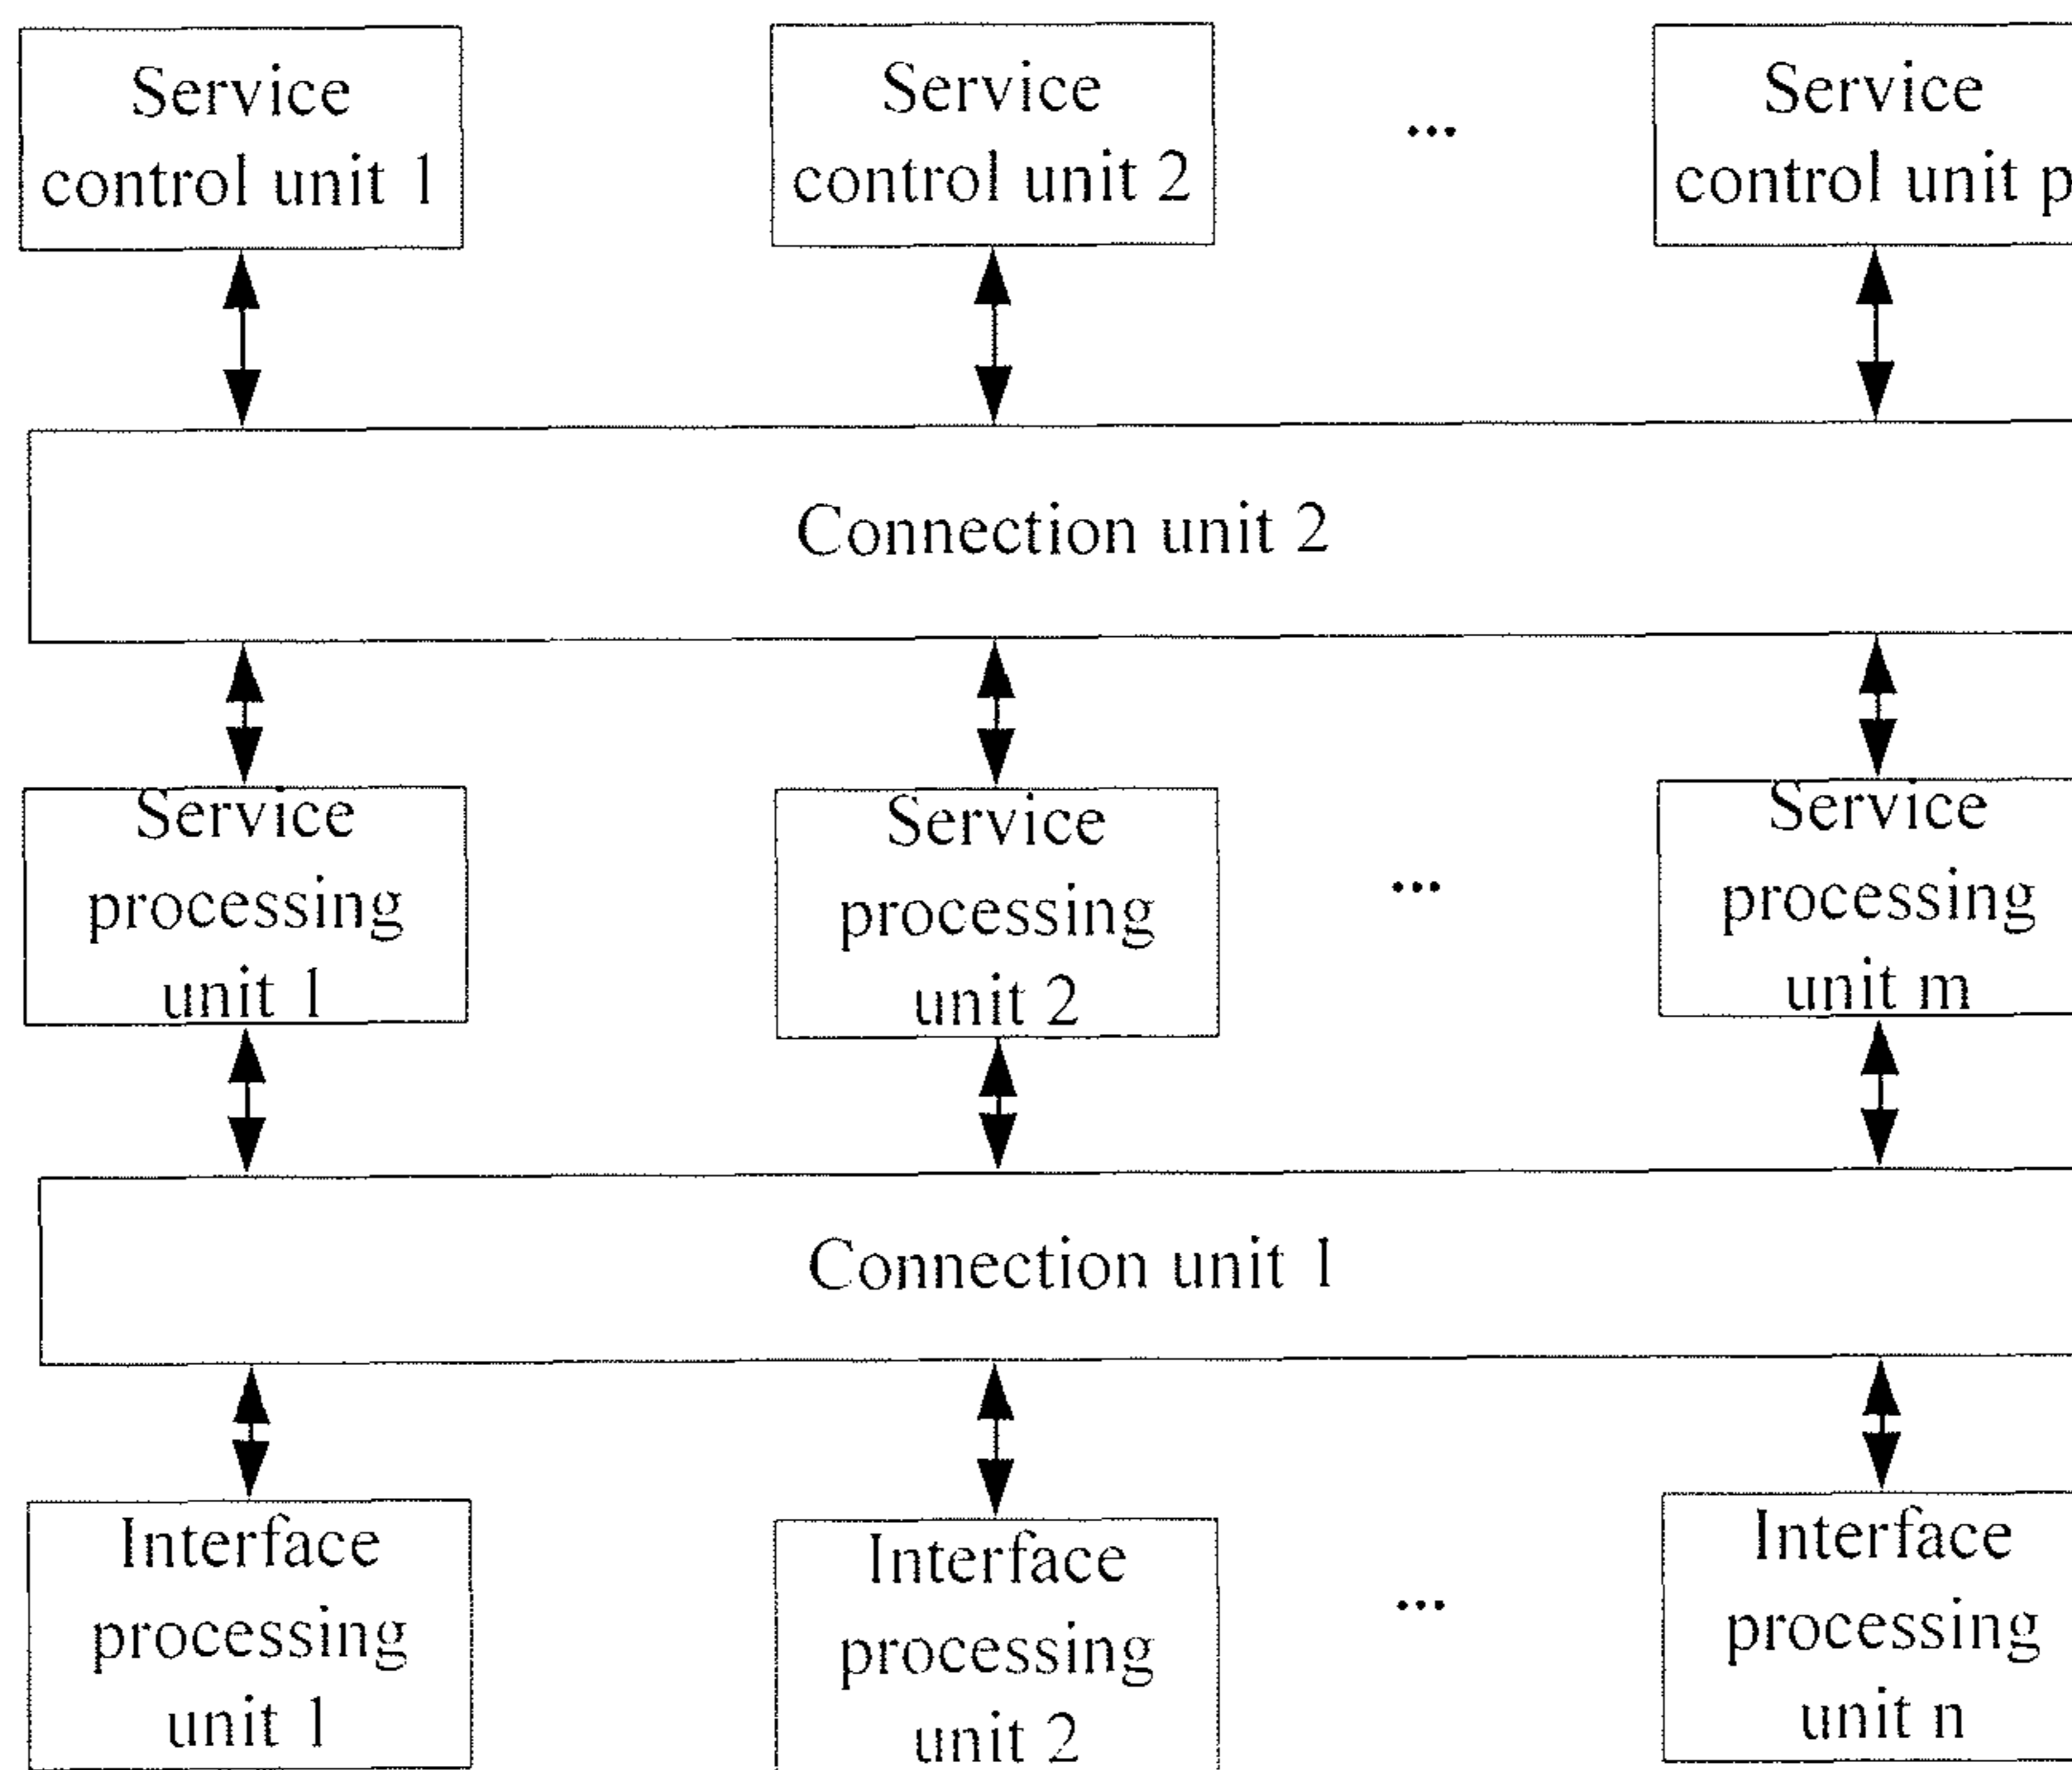 Service
control unit 1
Service
control unit 2
...
Service
control unit p
Connection unit 2
Service
processing
unit 1
Service
processing
unit 2
...
Service
processing
unit m
Connection unit 1
Interface
processing
unit 1
Interface
processing
unit 2
...
Interface
processing
unit n